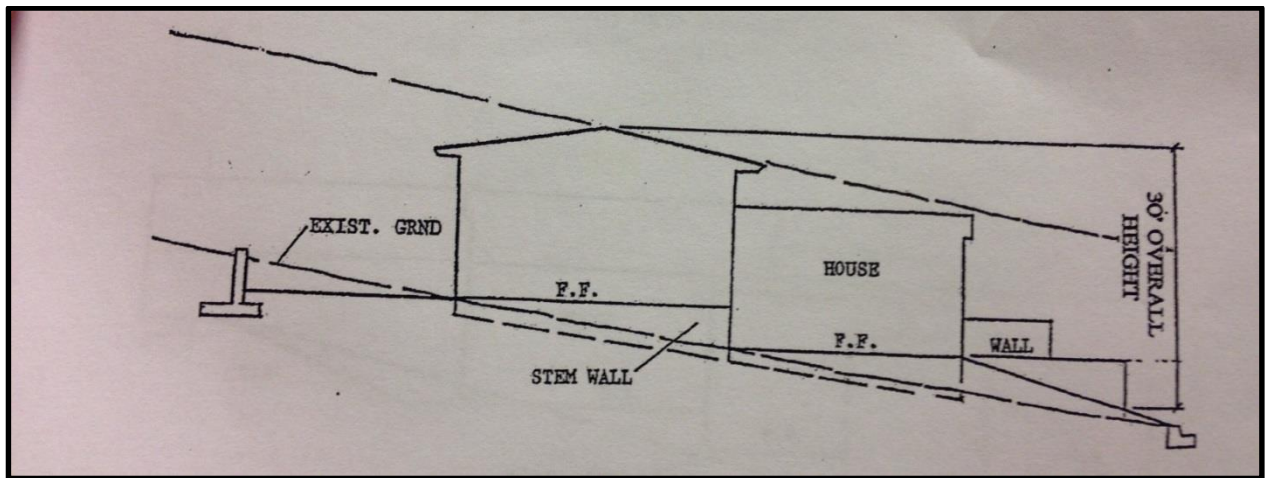 EXIST. GRND
F.F.
HOUSE
F.F.
WALL
STEM WALL
30' OVERALL
HEIGHT